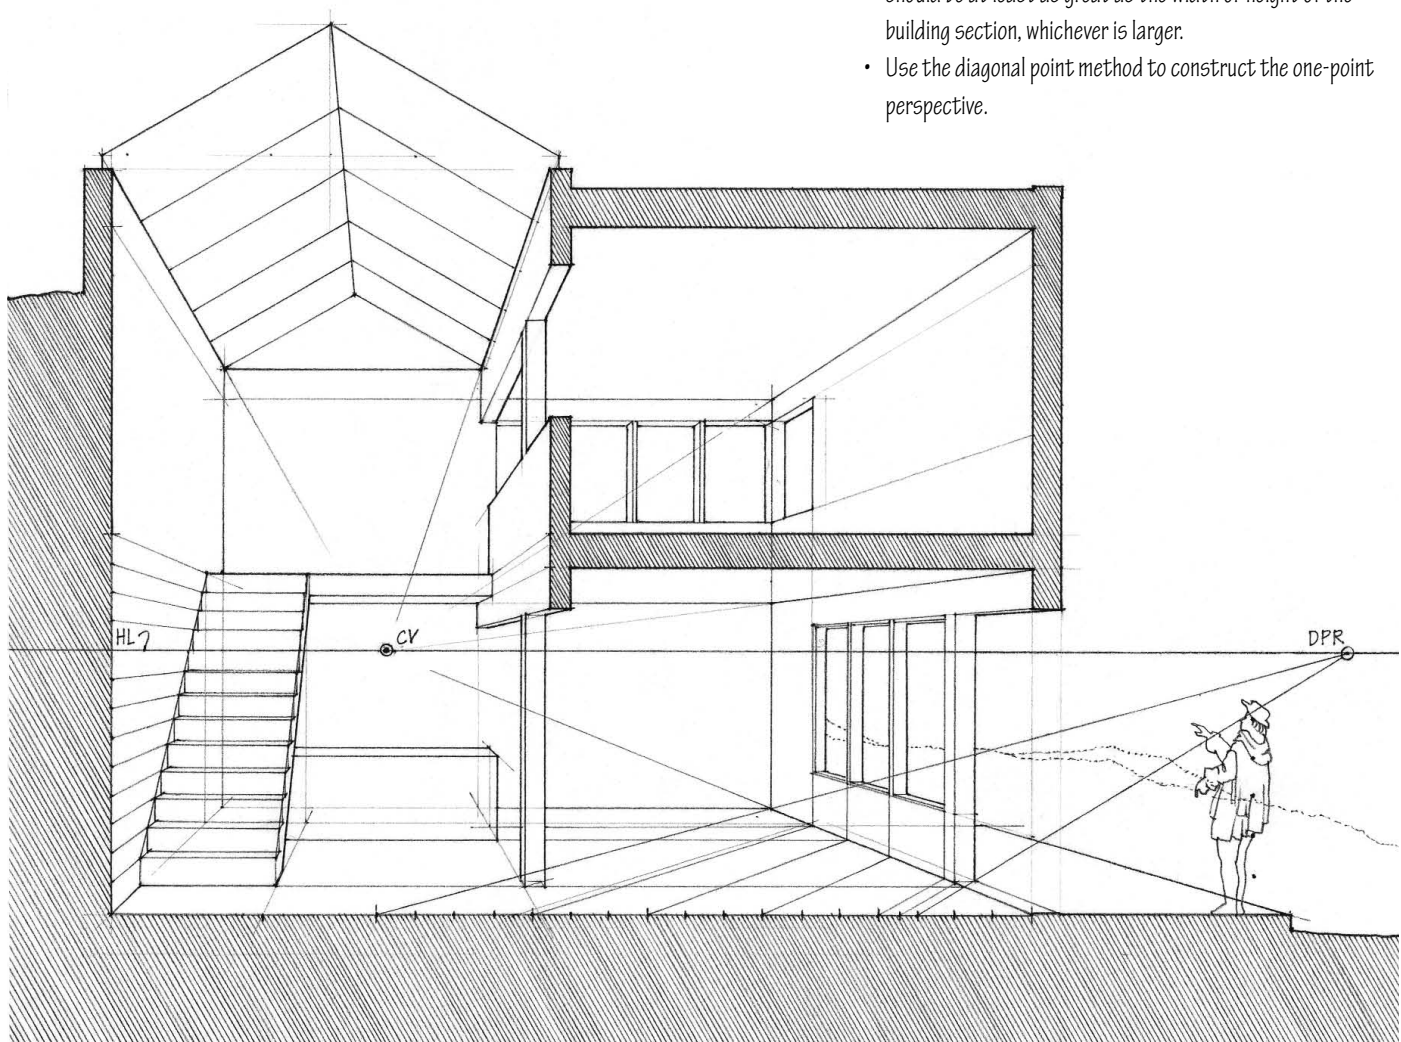 should be at least as great as the width or height of the
building section, whichever is larger.
• Use the diagonal point method to construct the one-point
perspective.
HL
CV
DPR